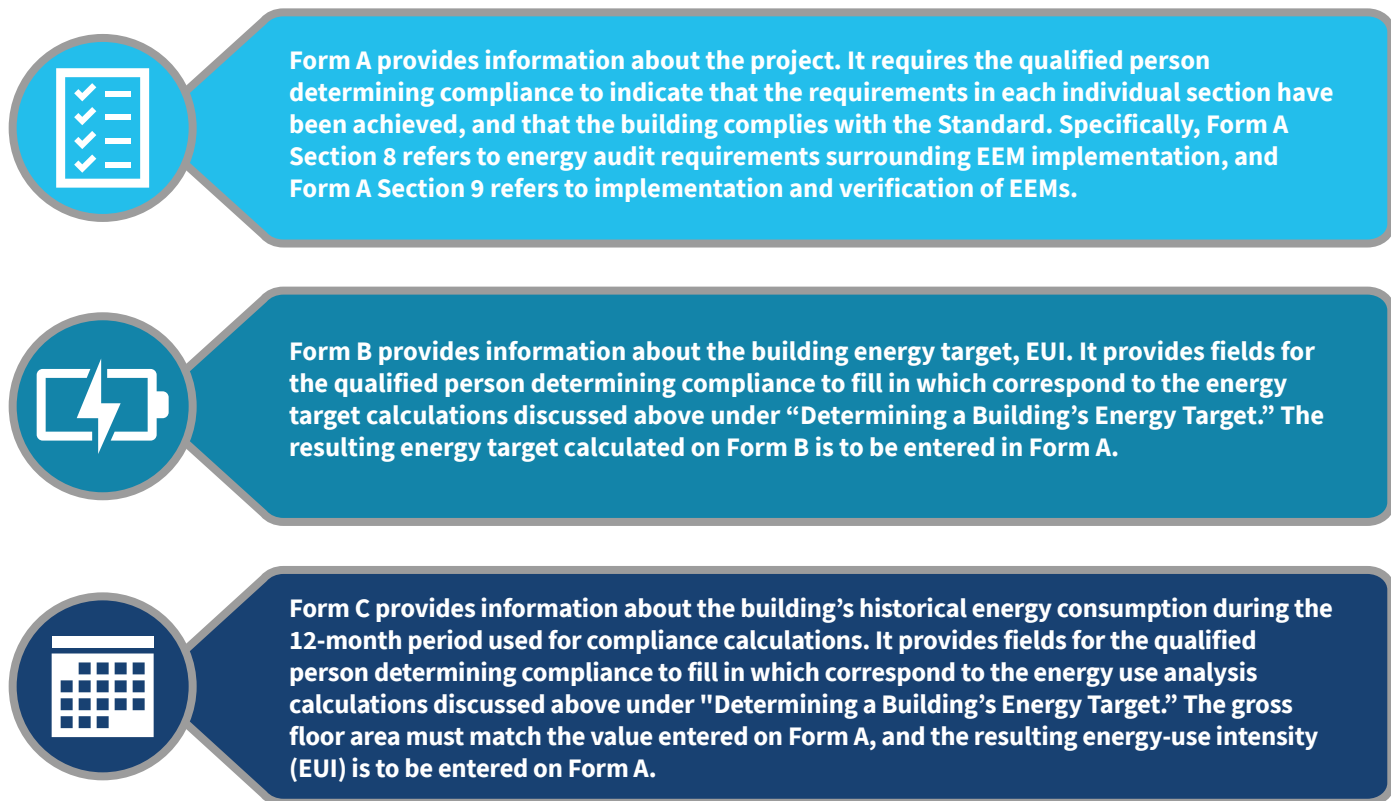 Form A provides information about the project. It requires the qualified person
determining compliance to indicate that the requirements in each individual section have
been achieved, and that the building complies with the Standard. Specifically, Form A
Section 8 refers to energy audit requirements surrounding EEM implementation, and
Form A Section 9 refers to implementation and verification of EEMs.
Form B provides information about the building energy target, EUI. It provides fields for
the qualified person determining compliance to fill in which correspond to the energy
target calculations discussed above under “Determining a Building’s Energy Target.” The
resulting energy target calculated on Form B is to be entered in Form A.
Form C provides information about the building’s historical energy consumption during the
12-month period used for compliance calculations. It provides fields for the qualified
person determining compliance to fill in which correspond to the energy use analysis
calculations discussed above under "Determining a Building’s Energy Target.” The gross
floor area must match the value entered on Form A, and the resulting energy-use intensity
(EUI) is to be entered on Form A.